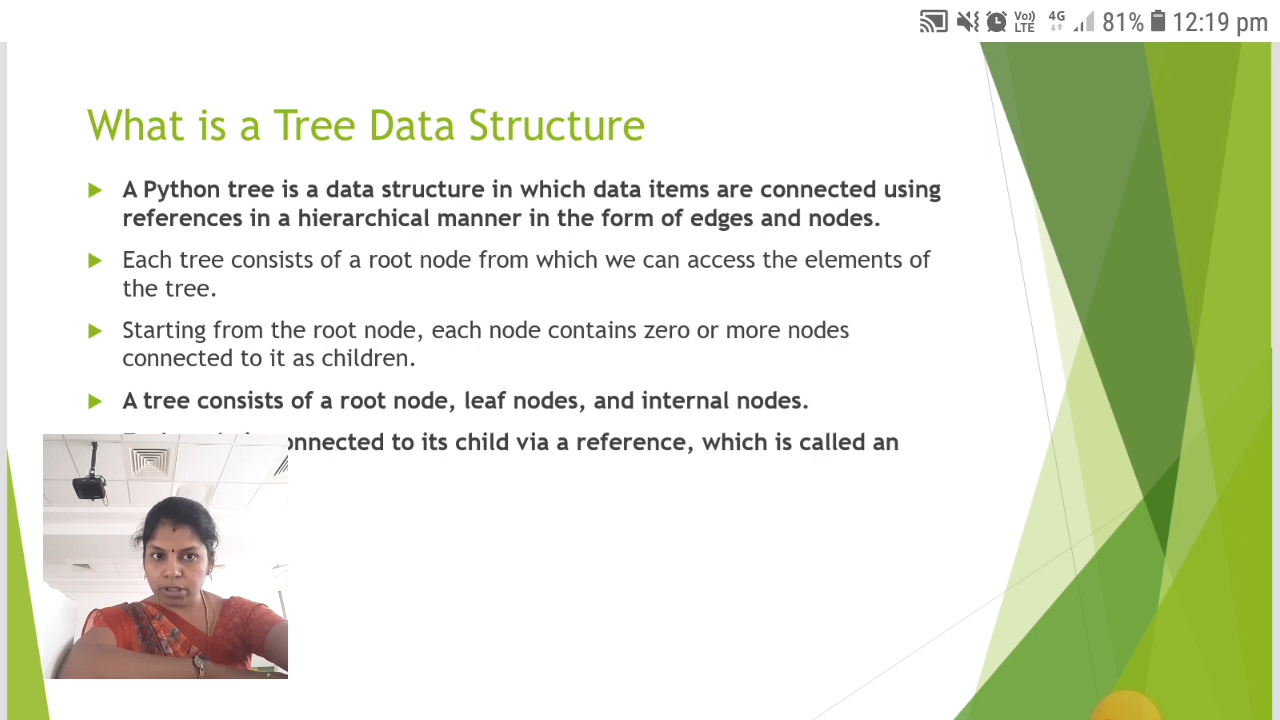 Vo))
LTE
4G
81%
12:19 pm
What is a Tree Data Structure
A Python tree is a data structure in which data items are connected using
references in a hierarchical manner in the form of edges and nodes.
Each tree consists of a root node from which we can access the elements of
the tree.
Starting from the root node, each node contains zero or more nodes
connected to it as children.
A tree consists of a root node, leaf nodes, and internal nodes.
to its child via a reference, which is called an